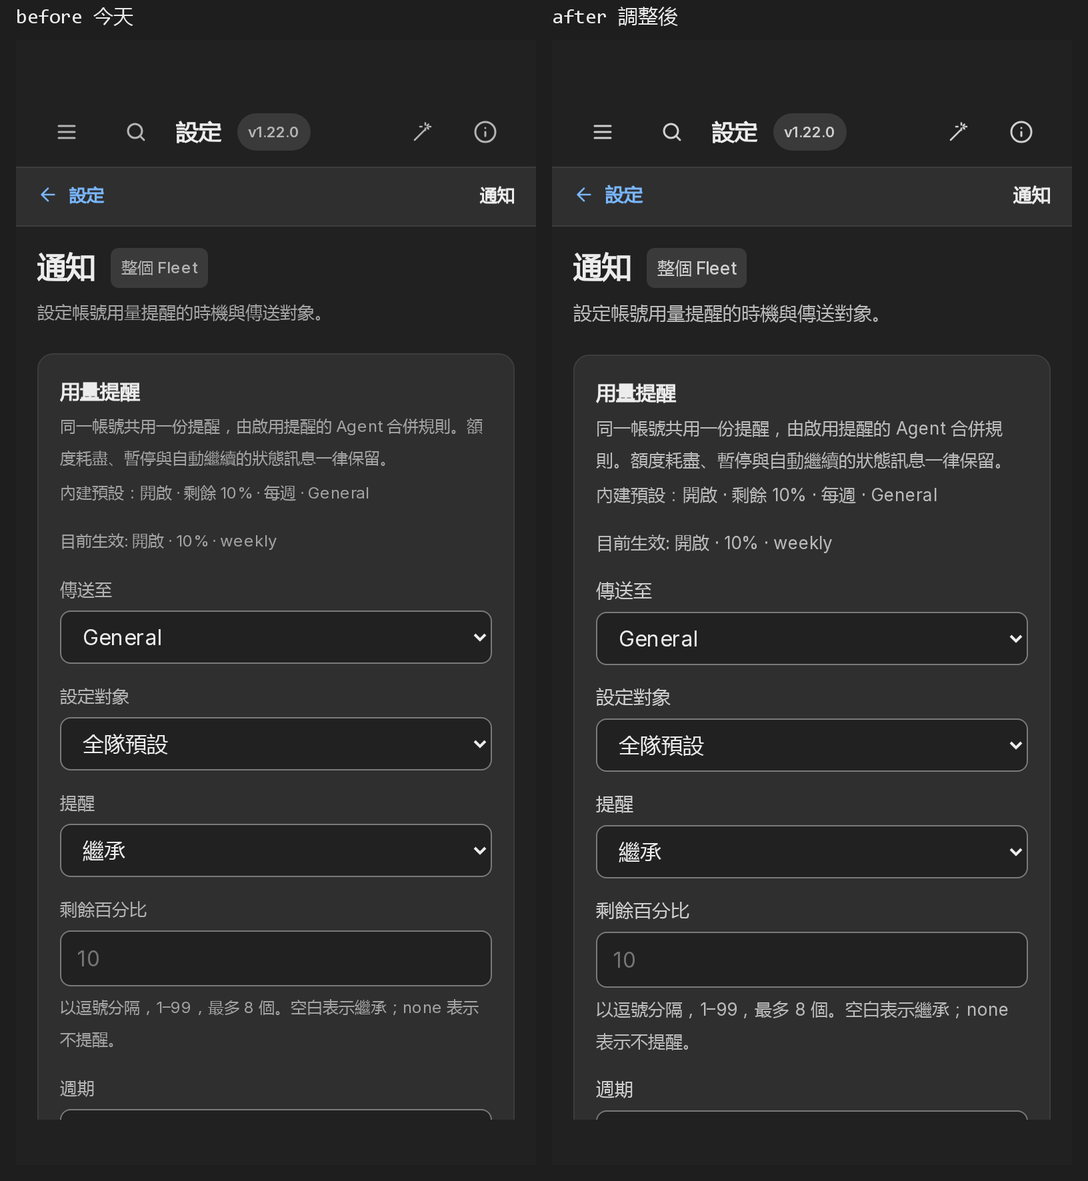 before 今天
設定 v1.22.0
設定 通知
通知 整個 Fleet
設定帳號用量提醒的時機與傳送對象。
用量提醒
同一帳號共用一份提醒，由啟用提醒的 Agent 合併規則。額
度耗盡、暫停與自動繼續的狀態訊息一律保留。
內建預設：開啟 · 剩餘 10% · 每週 · General
目前生效: 開啟 · 10% · weekly
傳送至
General
設定對象
全隊預設
提醒
繼承
剩餘百分比
10
以逗號分隔，1–99，最多 8 個。空白表示繼承；none 表示
不提醒。
週期
after 調整後
設定 v1.22.0
設定 通知
通知 整個 Fleet
設定帳號用量提醒的時機與傳送對象。
用量提醒
同一帳號共用一份提醒，由啟用提醒的 Agent 合併規
則。額度耗盡、暫停與自動繼續的狀態訊息一律保留。
內建預設：開啟 · 剩餘 10% · 每週 · General
目前生效: 開啟 · 10% · weekly
傳送至
General
設定對象
全隊預設
提醒
繼承
剩餘百分比
10
以逗號分隔，1–99，最多 8 個。空白表示繼承；none
表示不提醒。
週期